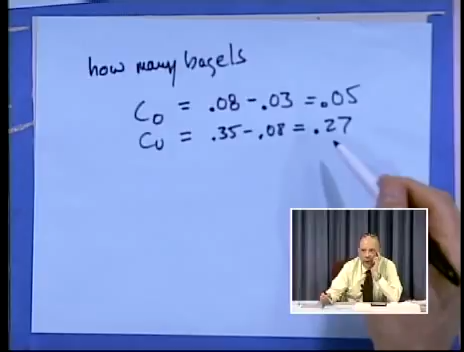 how many bagels
Co = .08 - .03 = .05
Cu = .35 - .08 = .27